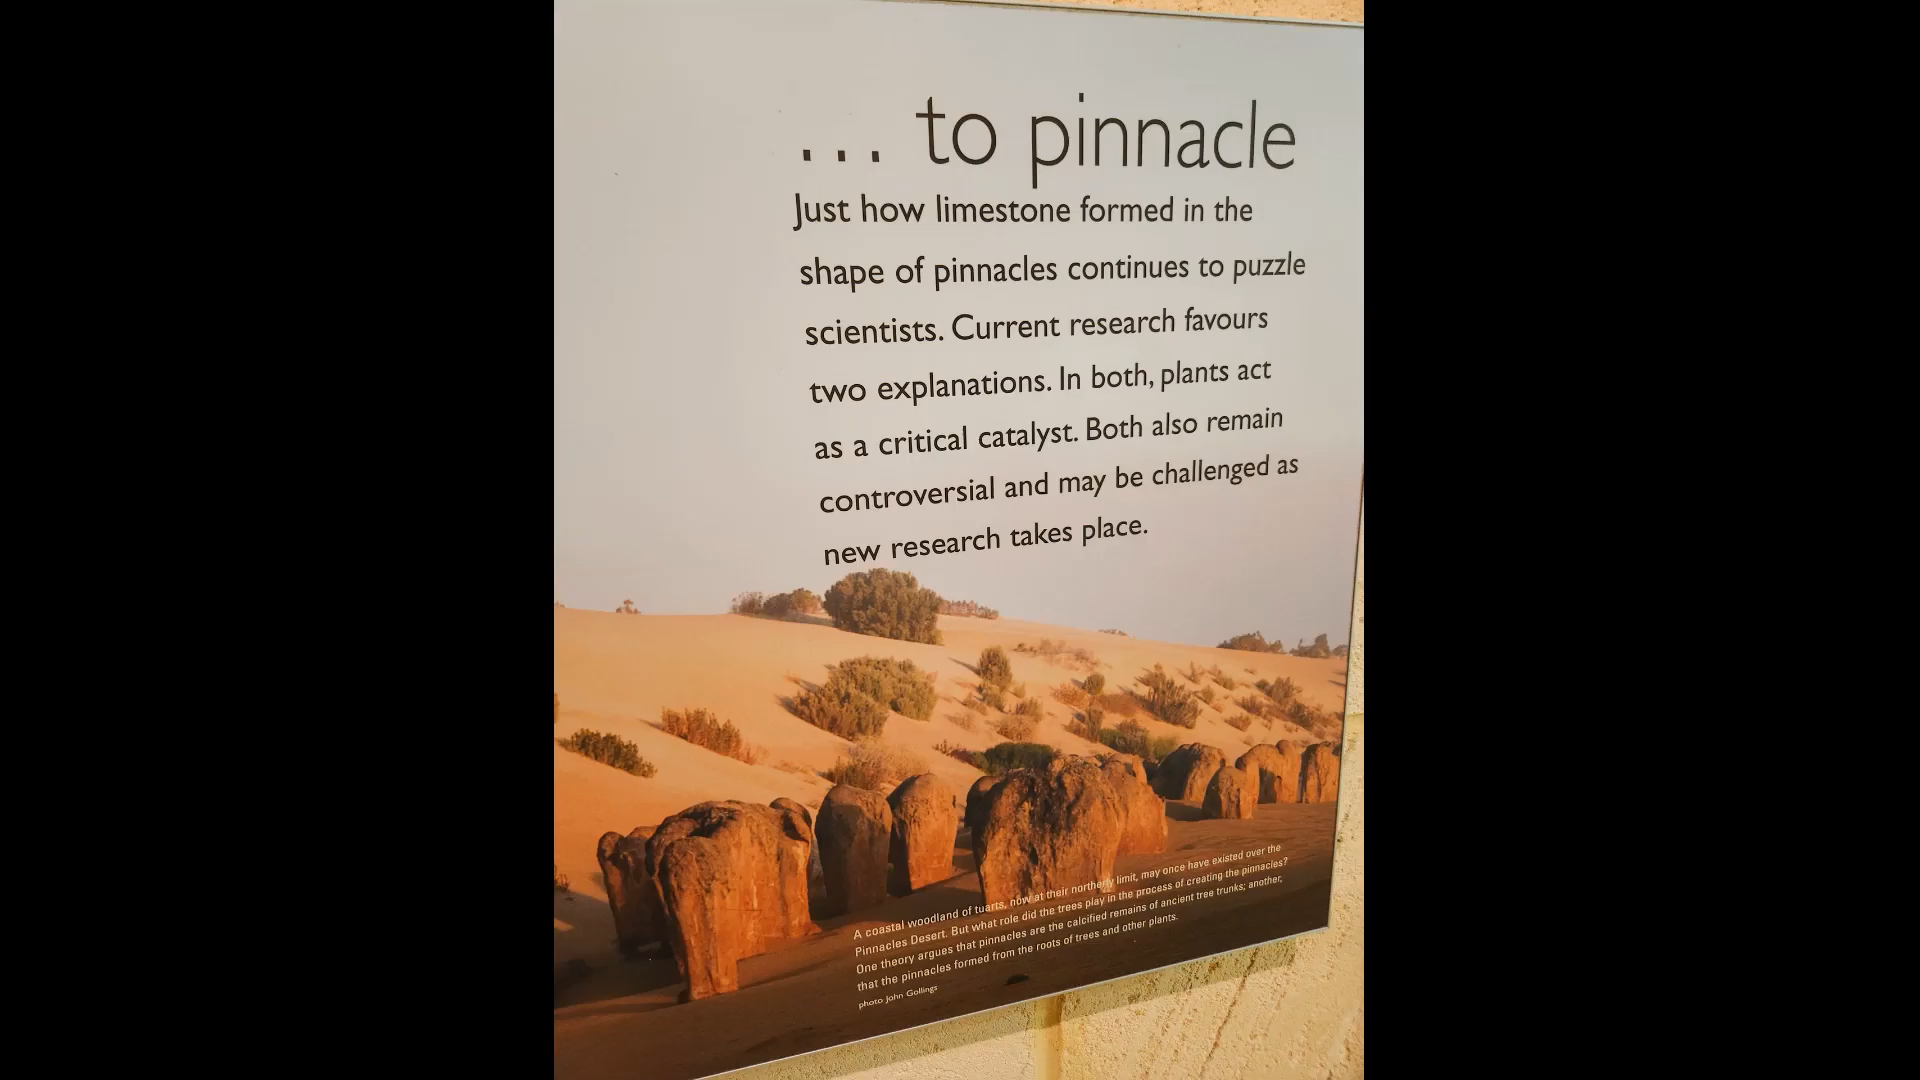 ... to pinnacle
Just how limestone formed in the
shape of pinnacles continues to puzzle
scientists. Current research favours
two explanations. In both, plants act
as a critical catalyst. Both also remain
controversial and may be challenged as
new research takes place.
A coastal woodland of tuarts, now at their northerly limit, may once have existed over the
Pinnacles Desert. But what role did the trees play in the process of creating the pinnacles?
One theory argues that pinnacles are the calcified remains of ancient tree trunks; another,
that the pinnacles formed from the roots of trees and other plants.
photo John Gollings